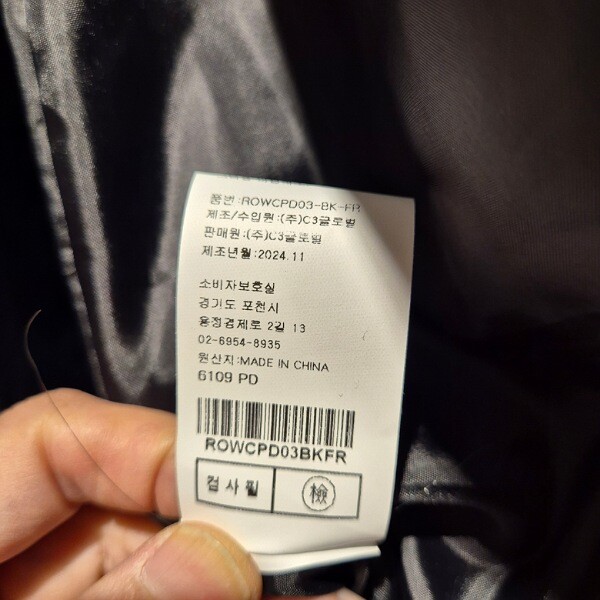 품번:ROWCPD03-BK-FR
제조/수입원:(주)C3글로벌
판매원:(주)C3글로벌
제조년월:2024.11
소비자보호실
경기도 포천시
용정경제로 2길 13
02-6954-8935
원산지:MADE IN CHINA
6109 PD
ROWCPD03BKFR
검사필 檢